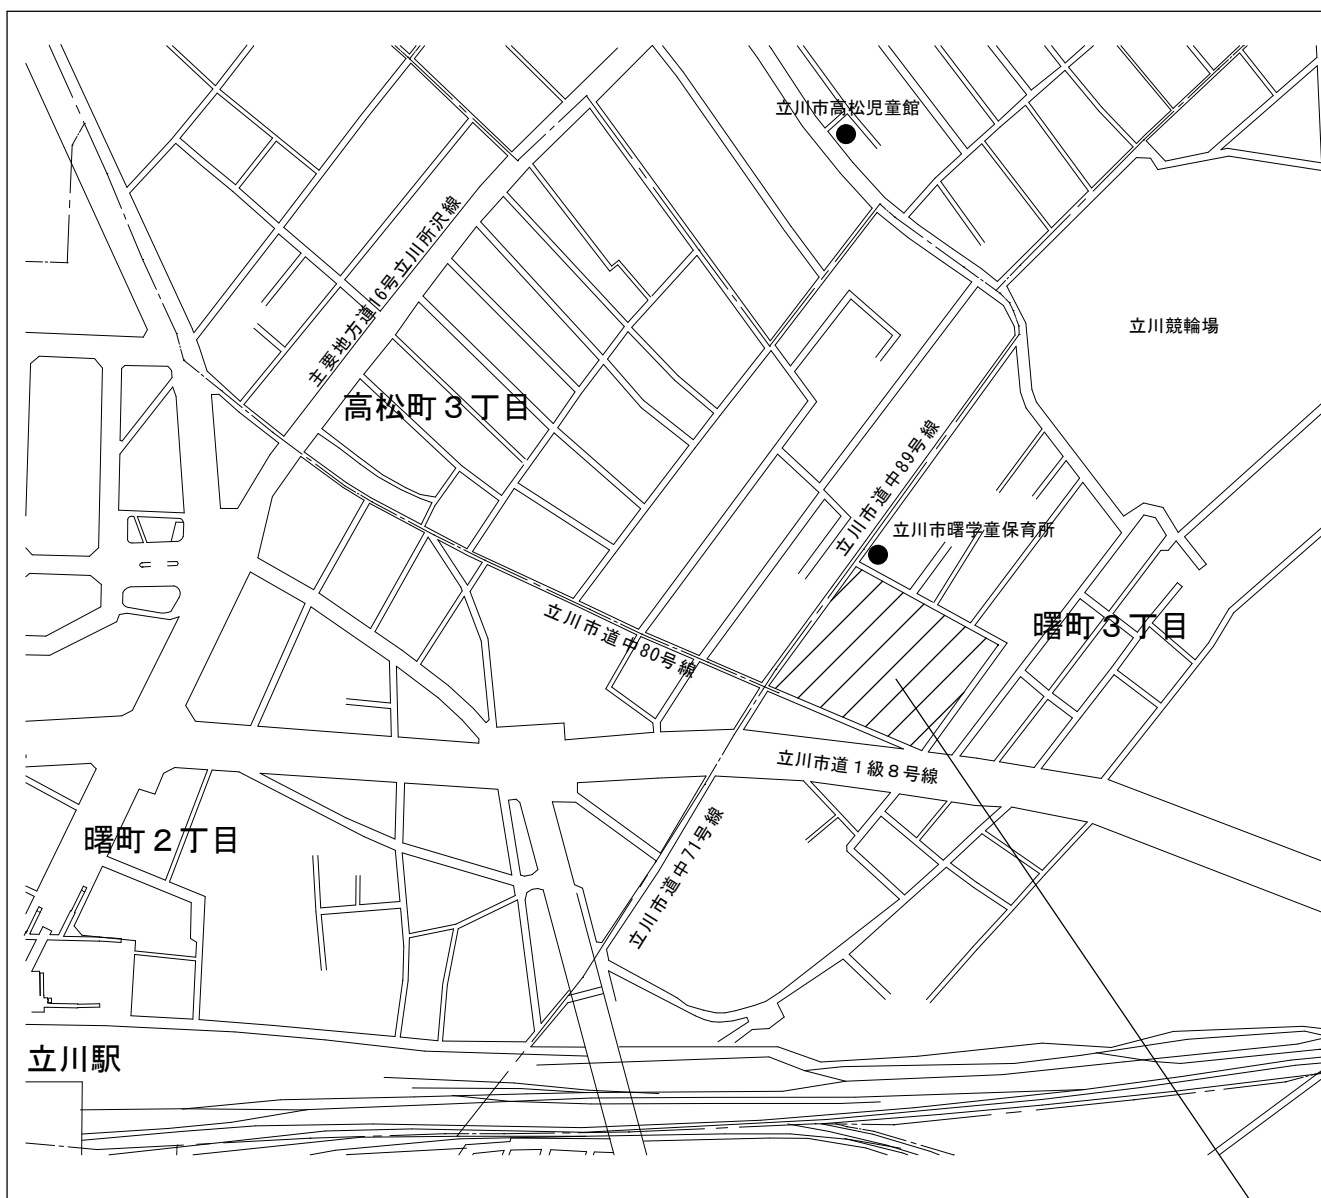 立川市高松児童館
主要地方道16号立川所沢線
立川競輪場
高松町３丁目
立川市道中89号線
立川市曙学童保育所
立川市道中80号線
曙町３丁目
立川市道１級８号線
曙町２丁目
立川市道中71号線
立川駅